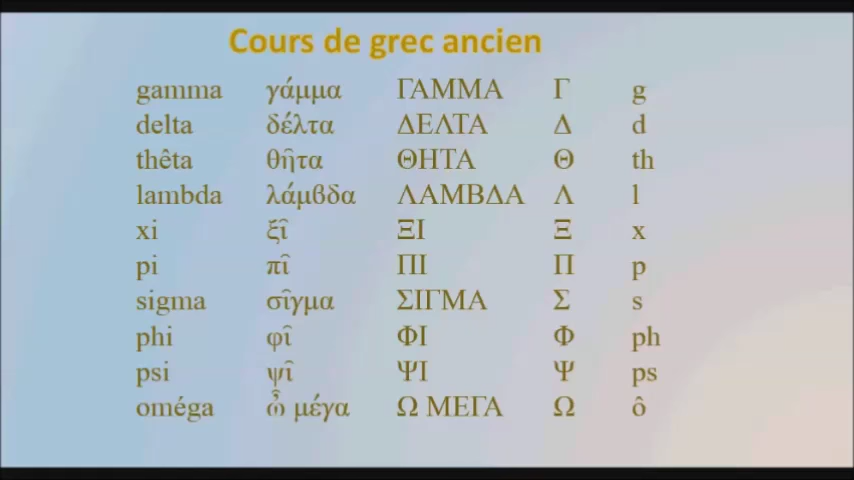 Cours de grec ancien
gamma γάμμα ΓΑΜΜΑ Γ g
delta δέλτα ΔΕΛΤΑ Δ d
thêta θῆτα ΘΗΤΑ Θ th
lambda λάμϐδα ΛΑΜΒΔΑ Λ l
xi ξῖ ΞΙ Ξ x
pi πῖ ΠΙ Π p
sigma σῖγμα ΣΙΓΜΑ Σ s
phi φῖ ΦΙ Φ ph
psi ψῖ ΨΙ Ψ ps
oméga ὦ μέγα Ω ΜΕΓΑ Ω ô